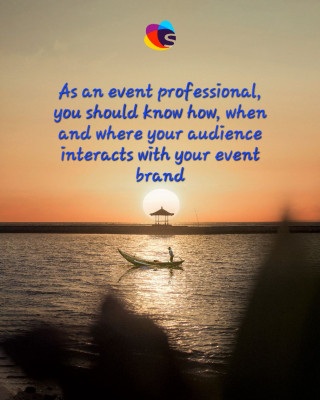 As an event professional,
you should know how, when
and where your audience
interacts with your event
brand